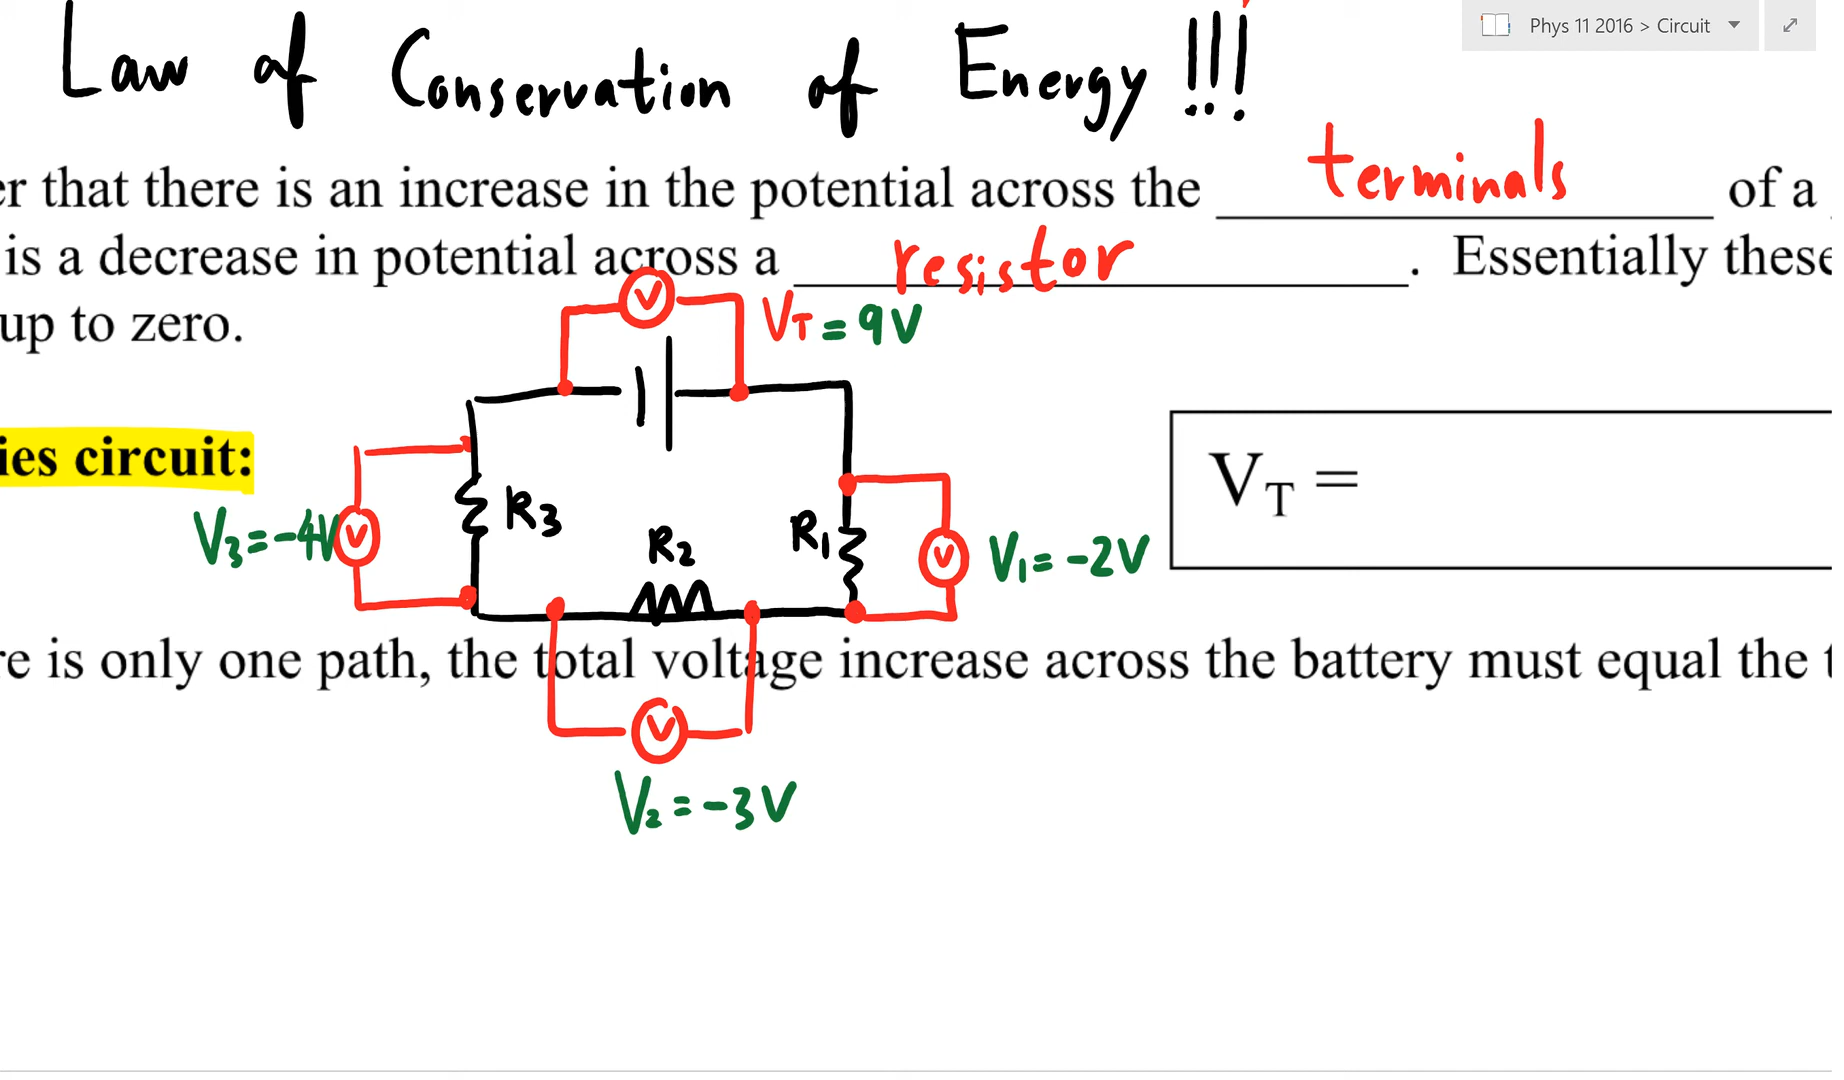 Phys 11 2016 > Circuit
Law of Conservation of Energy !!!
er that there is an increase in the potential across the terminals of a
is a decrease in potential across a resistor. Essentially these
up to zero.
V
VT = 9V
ies circuit:
VT =
V3 = -4V
V
R3
R2
R1
V
V1 = -2V
re is only one path, the total voltage increase across the battery must equal the t
V
V2 = -3V